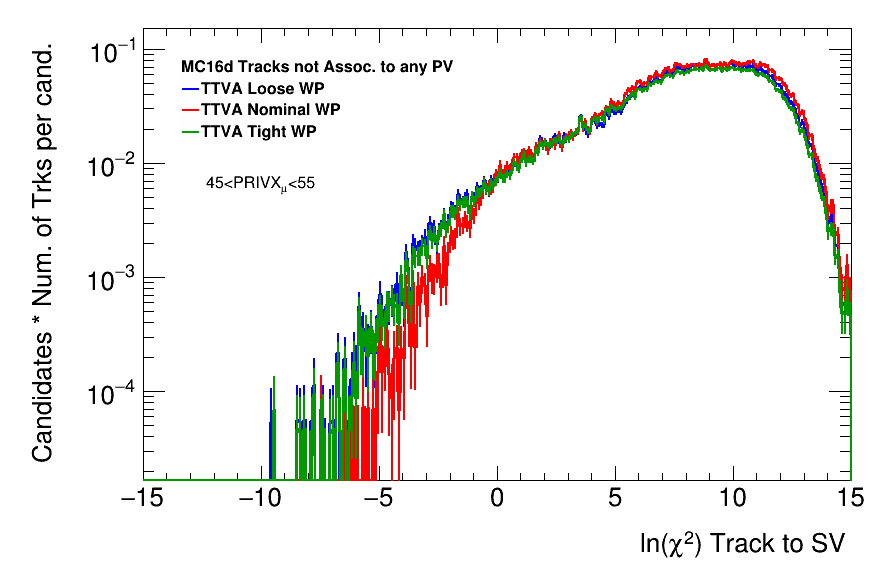 Candidates * Num. of Trks per cand.
10⁻¹
10⁻²
10⁻³
10⁻⁴
MC16d Tracks not Assoc. to any PV
TTVA Loose WP
TTVA Nominal WP
TTVA Tight WP
45<PRIVXμ<55
−15 −10 −5 0 5 10 15
ln(χ²) Track to SV